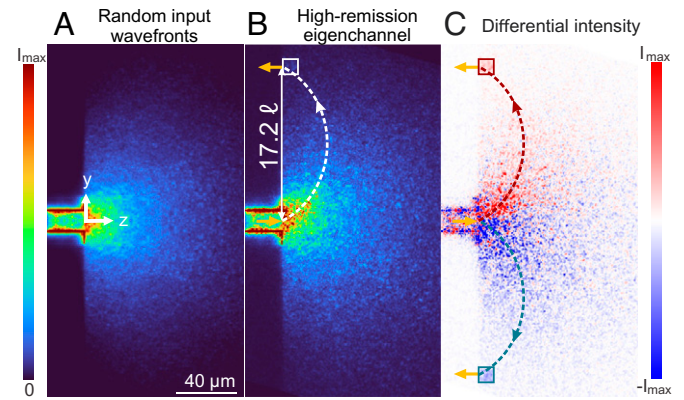 A
Random input
wavefronts
B
High-remission
eigenchannel
C
Differential intensity
Imax
0
y
z
40 µm
17.2 ℓ
Imax
-Imax